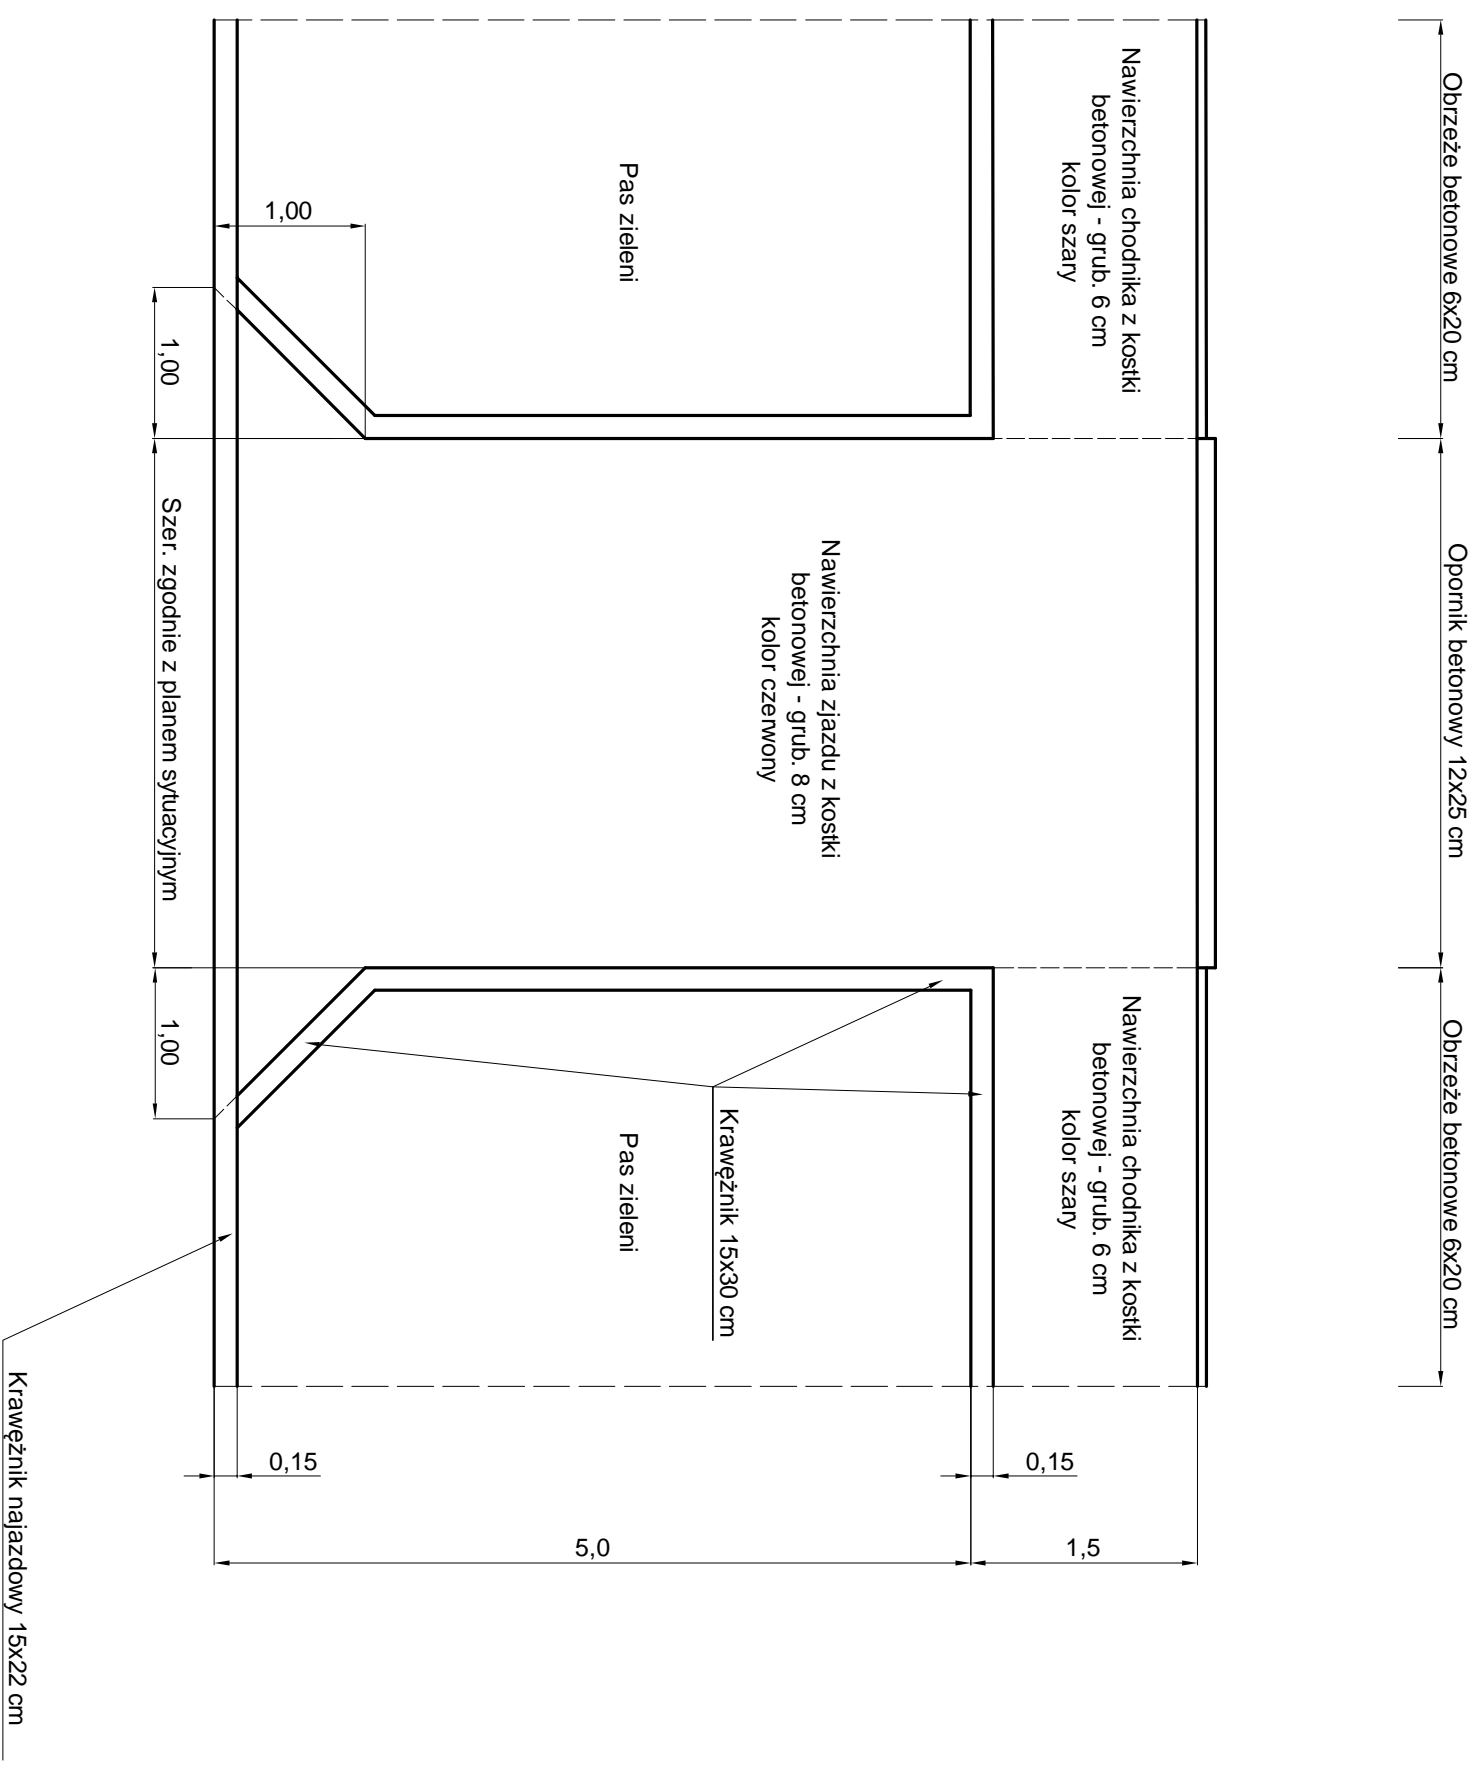 Obrzeże betonowe 6x20 cm
Opornik betonowy 12x25 cm
Obrzeże betonowe 6x20 cm
Nawierzchnia chodnika z kostki
betonowej - grub. 6 cm
kolor szary
Nawierzchnia chodnika z kostki
betonowej - grub. 6 cm
kolor szary
Nawierzchnia zjazdu z kostki
betonowej - grub. 8 cm
kolor czerwony
Pas zieleni
Krawężnik 15x30 cm
Pas zieleni
1,00
1,00
Szer. zgodnie z planem sytuacyjnym
1,00
0,15
0,15
5,0
1,5
Krawężnik najazdowy 15x22 cm